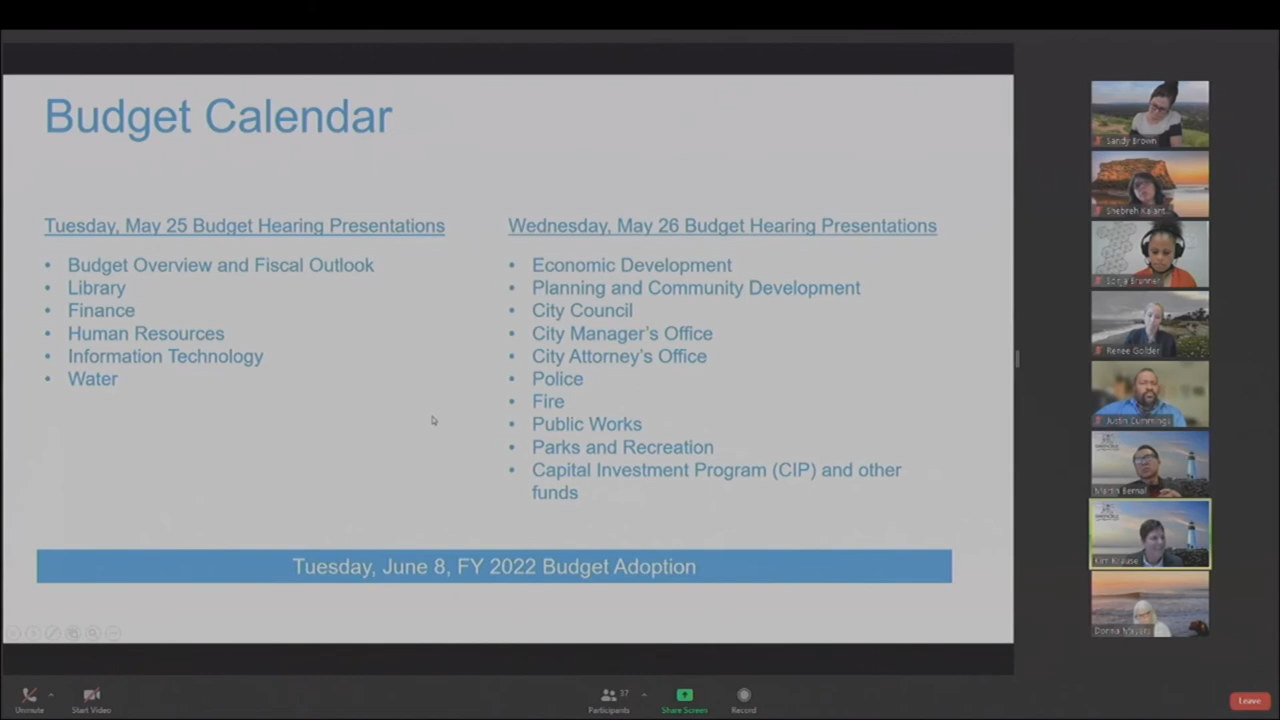 Budget Calendar
Tuesday, May 25 Budget Hearing Presentations
• Budget Overview and Fiscal Outlook
• Library
• Finance
• Human Resources
• Information Technology
• Water
Wednesday, May 26 Budget Hearing Presentations
• Economic Development
• Planning and Community Development
• City Council
• City Manager's Office
• City Attorney's Office
• Police
• Fire
• Public Works
• Parks and Recreation
• Capital Investment Program (CIP) and other
funds
Tuesday, June 8, FY 2022 Budget Adoption
Sandy Brown
Shebreh Kalant...
Sonja Brunner
Renee Golder
Justin Cummings
Martin Bernal
Kim Krause
Donna Meyers
Unmute
Start Video
37
Participants
Share Screen
Record
Leave